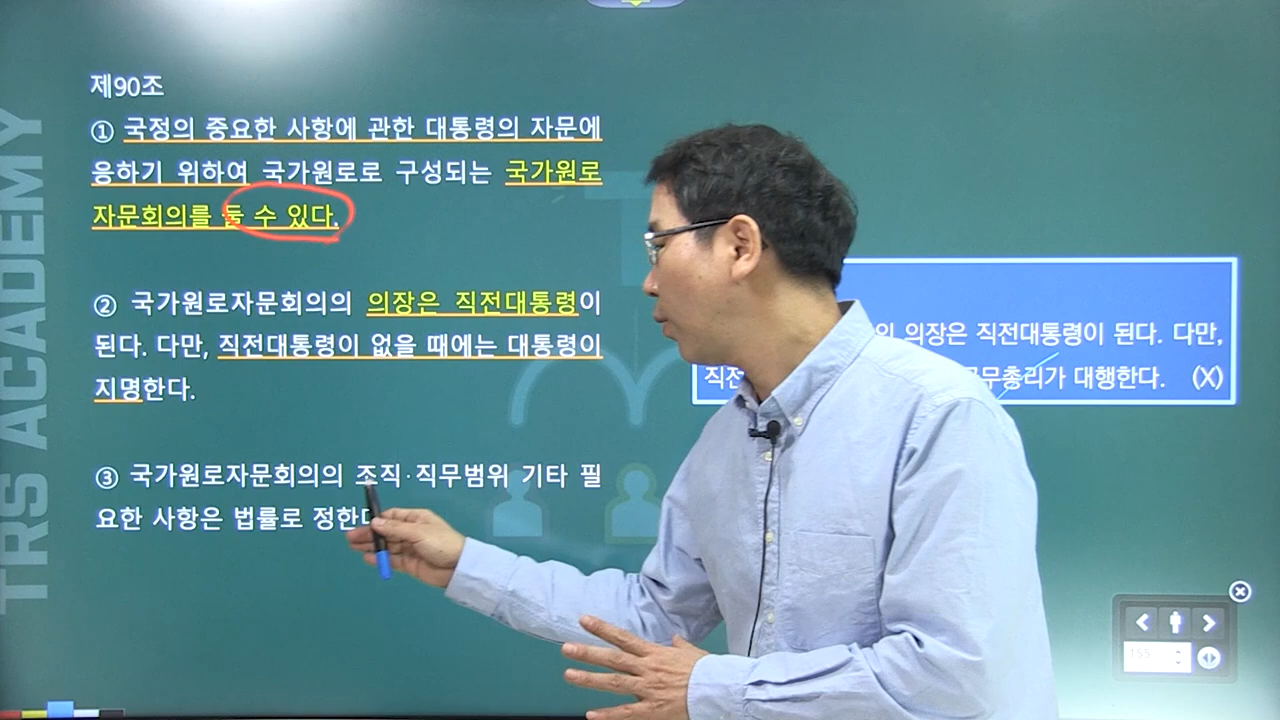 제90조
① 국정의 중요한 사항에 관한 대통령의 자문에
응하기 위하여 국가원로로 구성되는 국가원로
자문회의를 둘 수 있다.
② 국가원로자문회의의 의장은 직전대통령이
된다. 다만, 직전대통령이 없을 때에는 대통령이
지명한다.
③ 국가원로자문회의의 조직·직무범위 기타 필
요한 사항은 법률로 정한다
의 의장은 직전대통령이 된다. 다만,
직전 국무총리가 대행한다. (X)
TRS ACADEMY
155